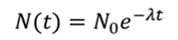 N(t) = N₀e^{-λt}